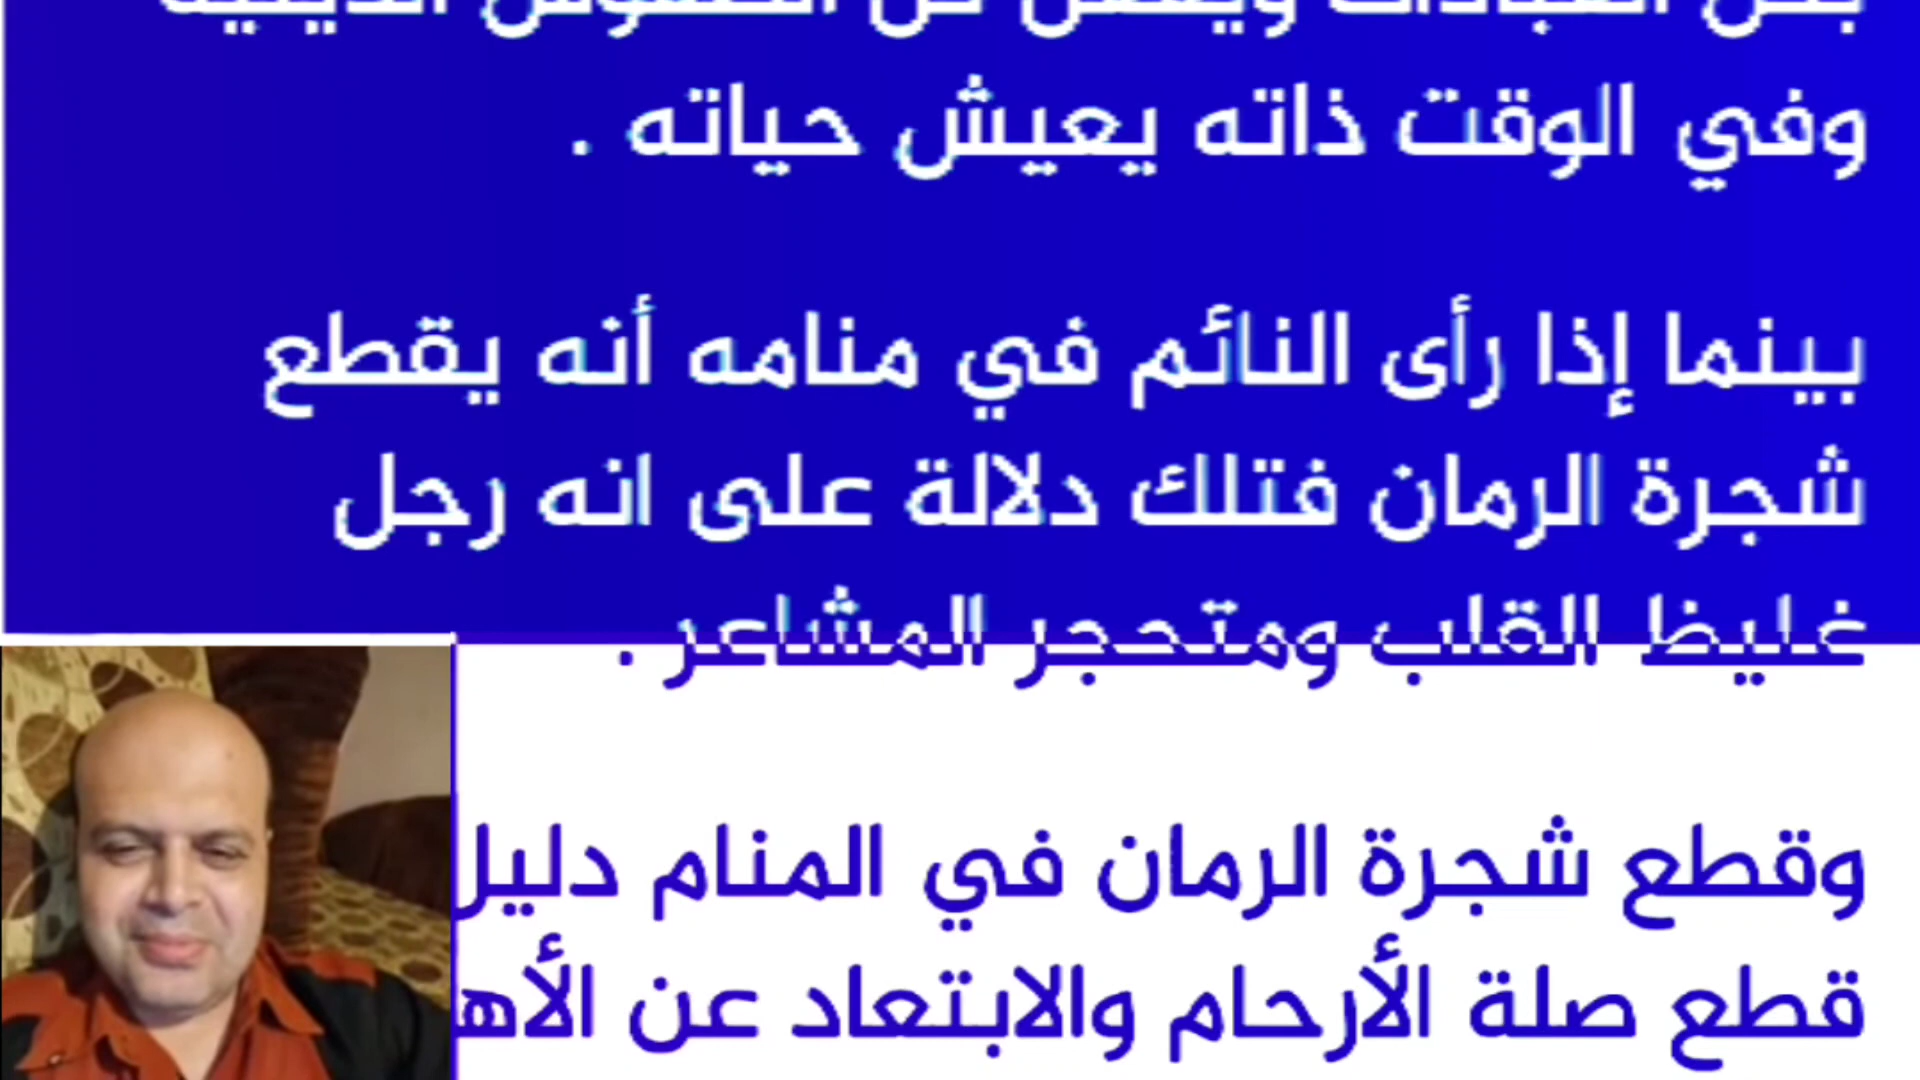 وفي الوقت ذاته يعيش حياته .
بينما إذا رأى النائم في منامه أنه يقطع
شجرة الرمان فتلك دلالة على انه رجل
غليظ القلب ومتحجر المشاعر .
وقطع شجرة الرمان في المنام دليل
قطع صلة الأرحام والابتعاد عن